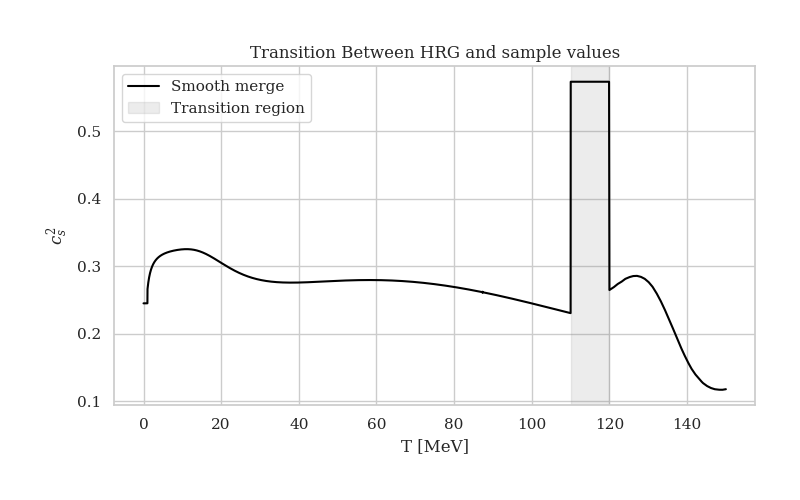 Transition Between HRG and sample values
Smooth merge
Transition region
$c_s^2$
0.5
0.4
0.3
0.2
0.1
0 20 40 60 80 100 120 140
T [MeV]